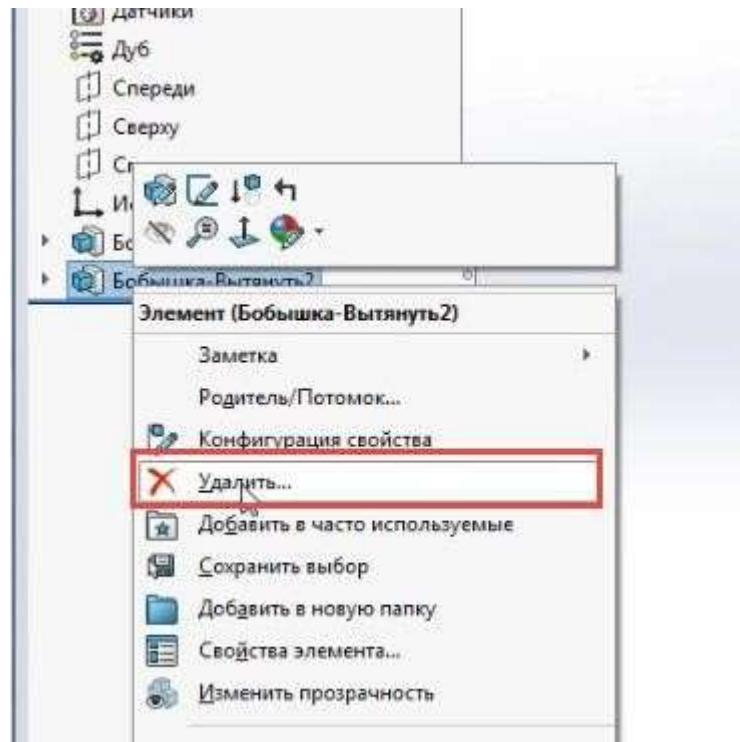 Датчики
Дуб
Спереди
Сверху
Элемент (Бобышка-Вытянуть2)
Бобышка-Вытянуть2
Заметка
Родитель/Потомок...
Конфигурация свойства
Удалить...
Добавить в часто используемые
Сохранить выбор
Добавить в новую папку
Свойства элемента...
Изменить прозрачность